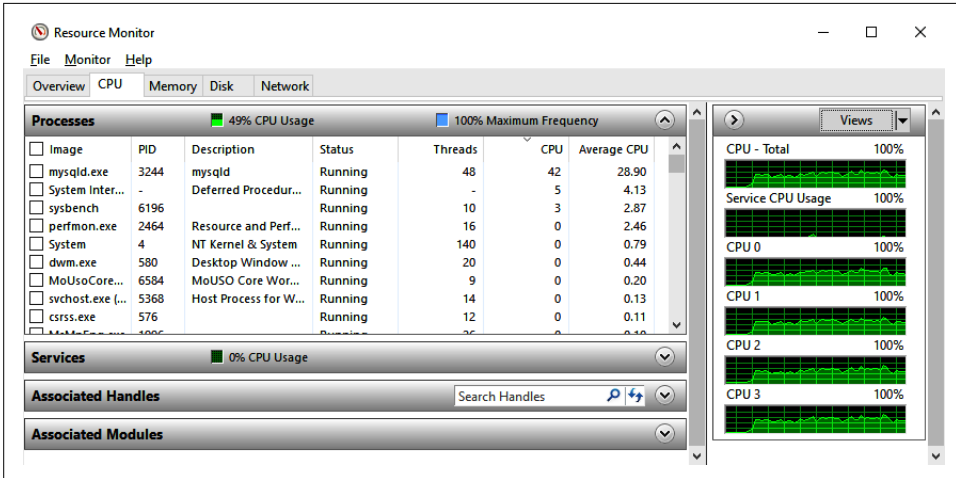 Resource Monitor
File Monitor Help
Overview CPU Memory Disk Network
Processes 49% CPU Usage 100% Maximum Frequency
Image PID Description Status Threads CPU Average CPU
mysqld.exe 3244 mysqld Running 48 42 28.90
System Inter... - Deferred Procedur... Running - 5 4.13
sysbench 6196 Running 10 3 2.87
perfmon.exe 2464 Resource and Perf... Running 16 0 2.46
System 4 NT Kernel & System Running 140 0 0.79
dwm.exe 580 Desktop Window ... Running 20 0 0.44
MoUsoCore... 6584 MoUSO Core Wor... Running 9 0 0.20
svchost.exe (... 5368 Host Process for W... Running 14 0 0.13
csrss.exe 576 Running 12 0 0.11
Services 0% CPU Usage
Associated Handles Search Handles
Associated Modules
Views
CPU - Total 100%
Service CPU Usage 100%
CPU 0 100%
CPU 1 100%
CPU 2 100%
CPU 3 100%